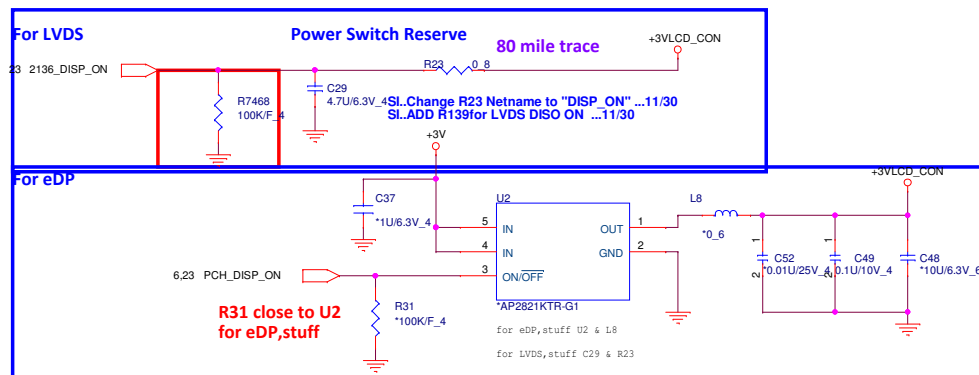 For LVDS
Power Switch Reserve
80 mile trace
+3VLCD_CON
23 2136_DISP_ON
R23 0_8
R7468
100K/F_4
C29
4.7U/6.3V_4
SI..Change R23 Netname to "DISP_ON" ...11/30
SI..ADD R139for LVDS DISO ON ...11/30
+3V
For eDP
+3VLCD_CON
C37
*1U/6.3V_4
U2
L8
*0_6
5 IN
4 IN
3 ON/OFF
OUT 1
GND 2
*AP2821KTR-G1
6,23 PCH_DISP_ON
R31
*100K/F_4
R31 close to U2
for eDP,stuff
1
2
C52
*0.01U/25V_4
1
2
C49
0.1U/10V_4
C48
*10U/6.3V_6
for eDP,stuff U2 & L8
for LVDS,stuff C29 & R23